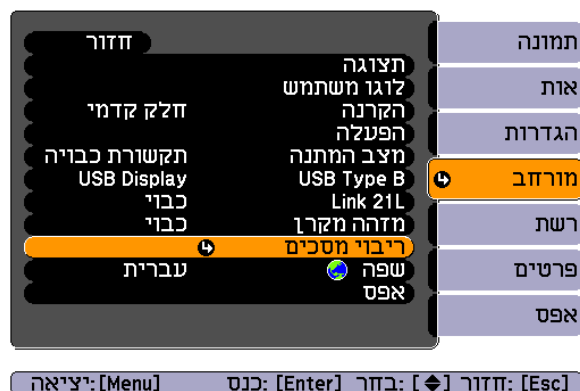 תמונה
אות
הגדרות
מורחב
רשת
פרטים
אפס
חזור
תצוגה
לוגו משתמש
הקרנה חלק קדמי
הפעלה
מצב המתנה תקשורת כבויה
USB Type B USB Display
Link 21L כבוי
מזהה מקרן כבוי
ריבוי מסכים
שפה עברית
אפס
[Esc] :חזור [◆] :בחר [Enter] :כנס [Menu]:יציאה